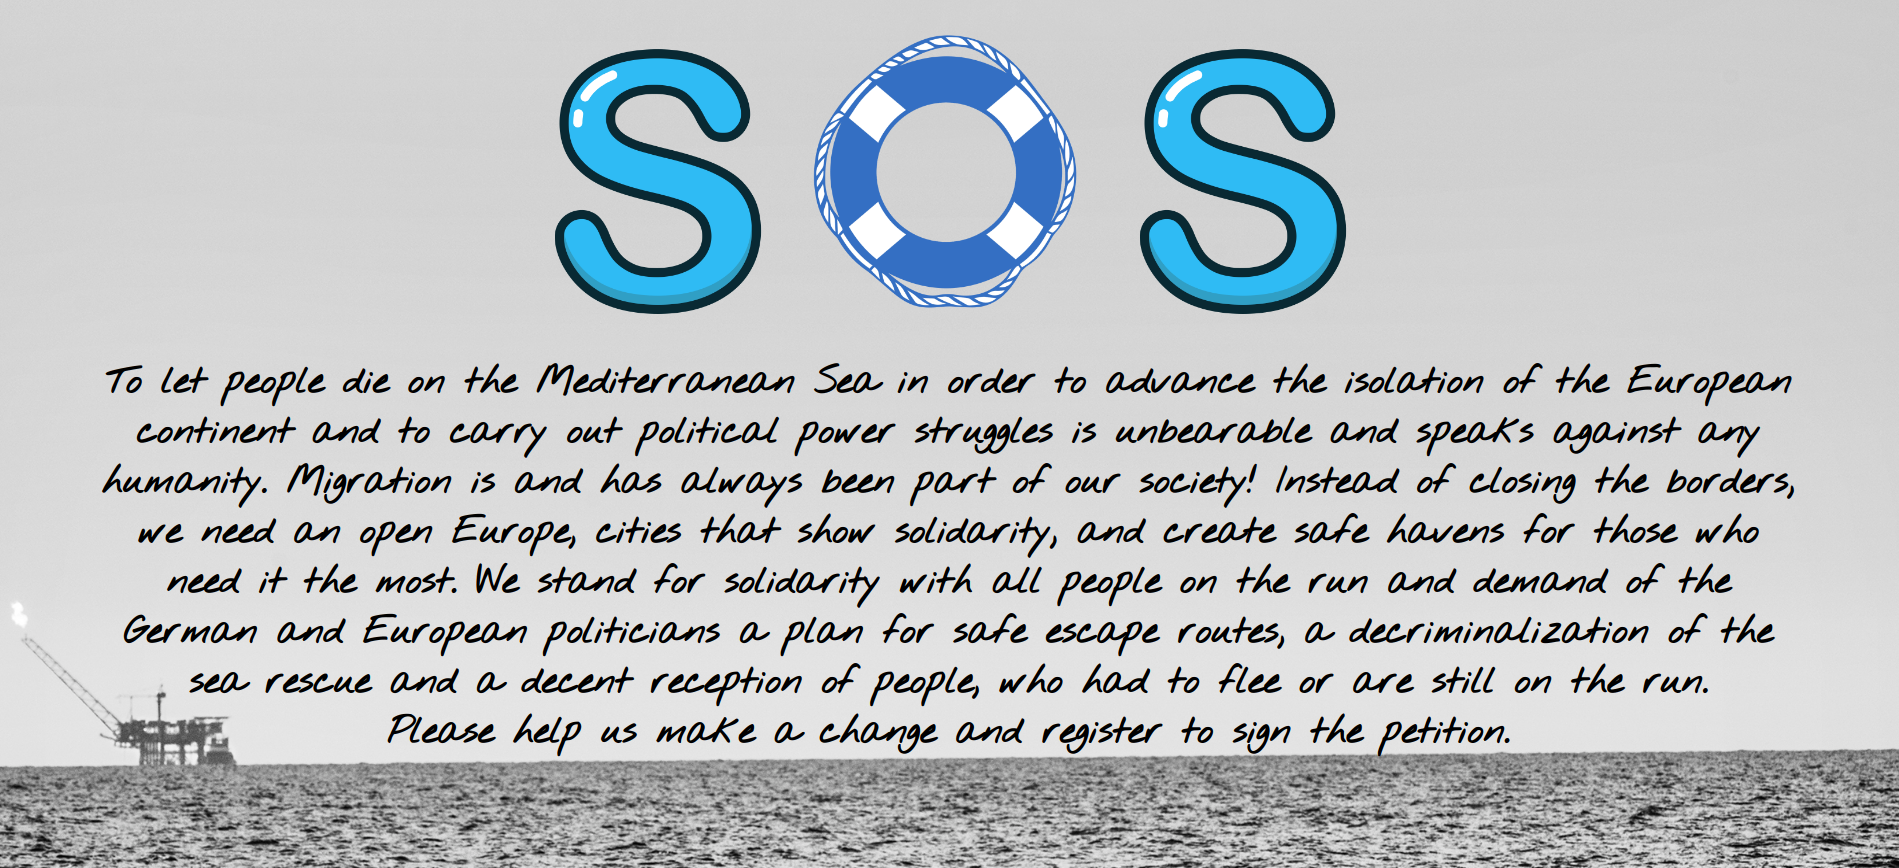 SOS
To let people die on the Mediterranean Sea in order to advance the isolation of the European
continent and to carry out political power struggles is unbearable and speaks against any
humanity. Migration is and has always been part of our society! Instead of closing the borders,
we need an open Europe, cities that show solidarity, and create safe havens for those who
need it the most. We stand for solidarity with all people on the run and demand of the
German and European politicians a plan for safe escape routes, a decriminalization of the
sea rescue and a decent reception of people, who had to flee or are still on the run.
Please help us make a change and register to sign the petition.